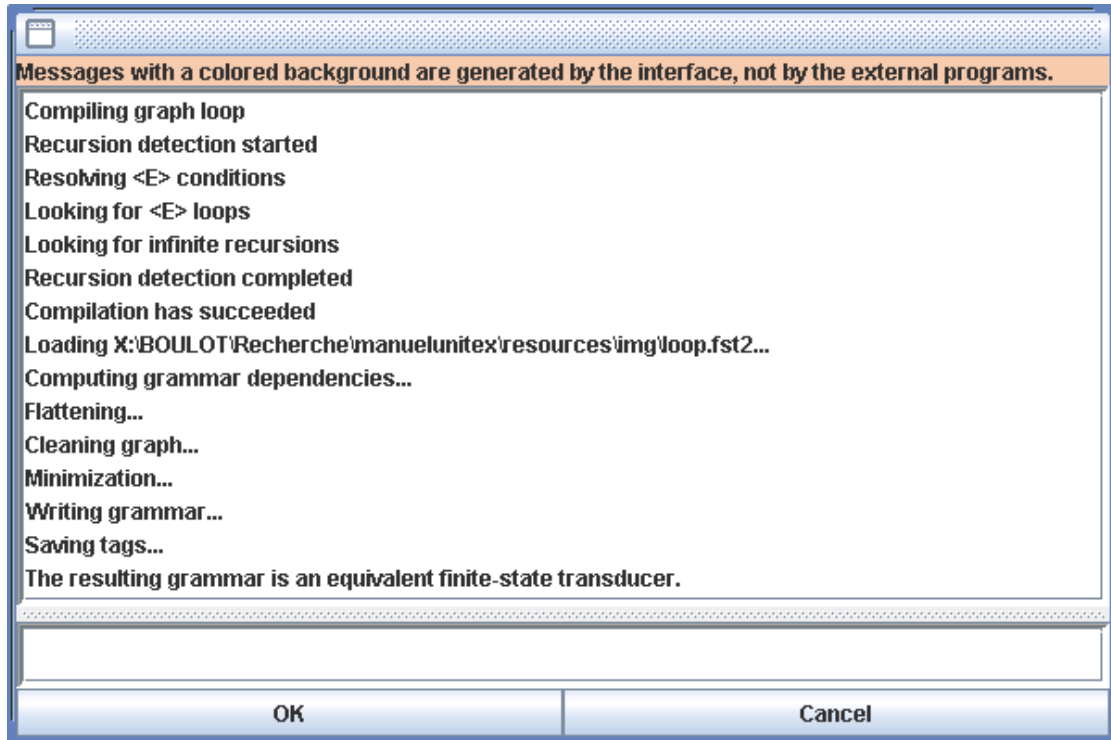 Messages with a colored background are generated by the interface, not by the external programs.
Compiling graph loop
Recursion detection started
Resolving <E> conditions
Looking for <E> loops
Looking for infinite recursions
Recursion detection completed
Compilation has succeeded
Loading X:\BOULOT\Recherche\manuelunitex\resources\img\loop.fst2...
Computing grammar dependencies...
Flattening...
Cleaning graph...
Minimization...
Writing grammar...
Saving tags...
The resulting grammar is an equivalent finite-state transducer.
OK Cancel